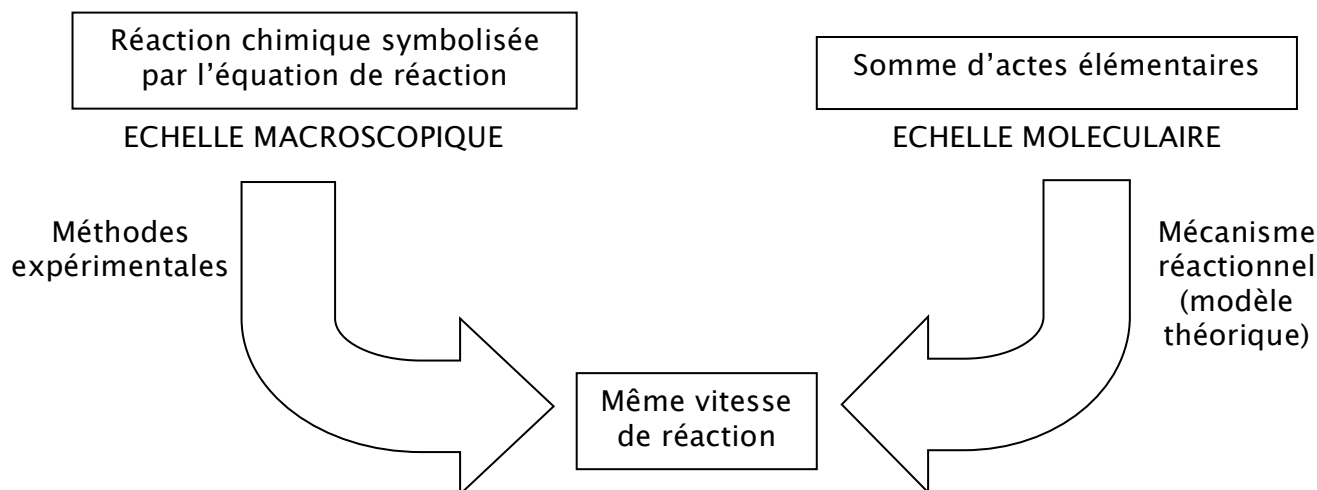 Réaction chimique symbolisée
par l’équation de réaction
Somme d’actes élémentaires
ECHELLE MACROSCOPIQUE
ECHELLE MOLECULAIRE
Méthodes
expérimentales
Mécanisme
réactionnel
(modèle
théorique)
Même vitesse
de réaction